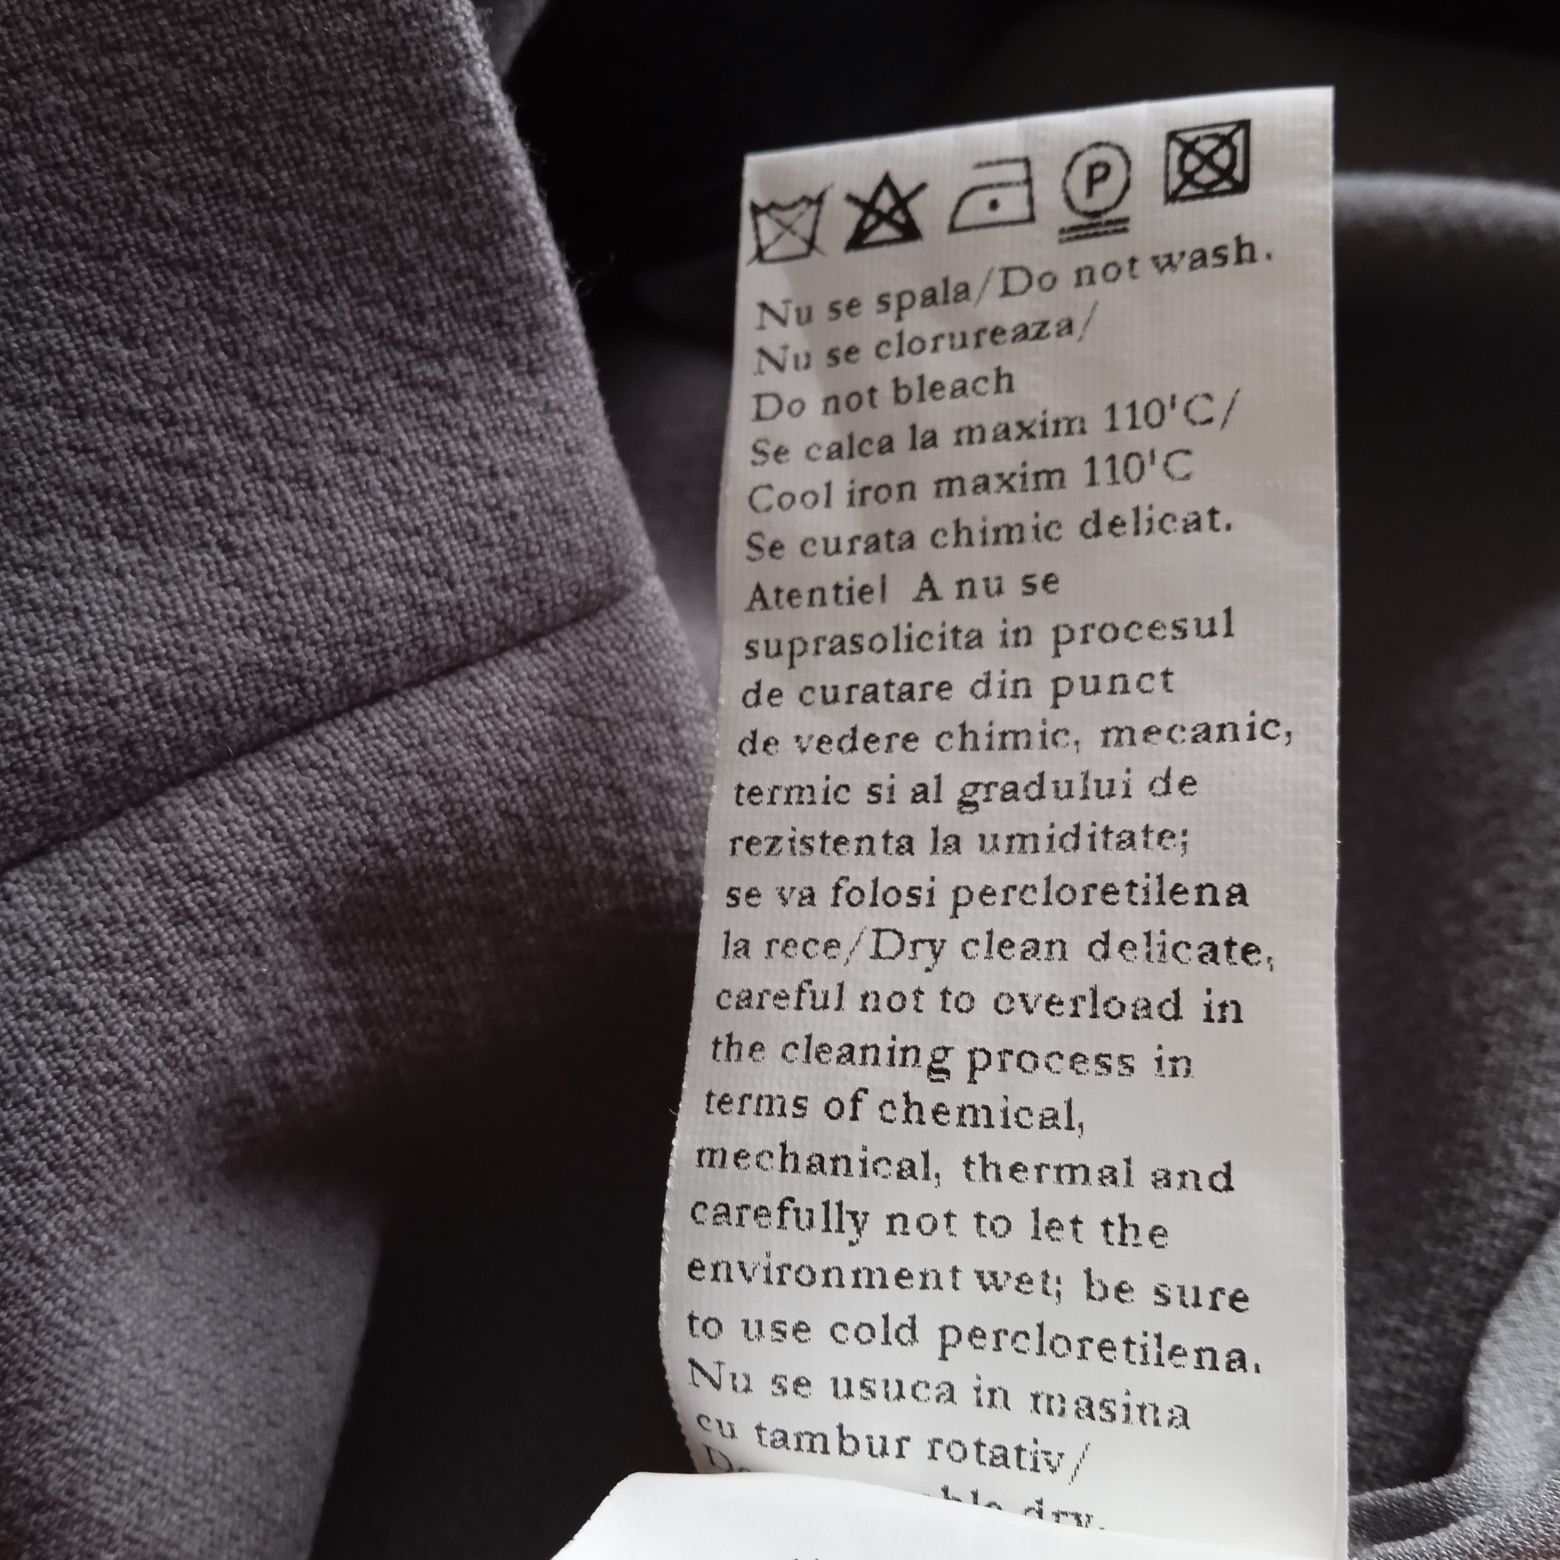 P
Nu se spala/Do not wash.
Nu se clorureaza/
Do not bleach
Se calca la maxim 110'C/
Cool iron maxim 110'C
Se curata chimic delicat.
Atentie! A nu se
suprasolicita in procesul
de curatare din punct
de vedere chimic, mecanic,
termic si al gradului de
rezistenta la umiditate;
se va folosi percloretilena
la rece/Dry clean delicate,
careful not to overload in
the cleaning process in
terms of chemical,
mechanical, thermal and
carefully not to let the
environment wet; be sure
to use cold percloretilena.
Nu se usuca in masina
cu tambur rotativ/
dry.